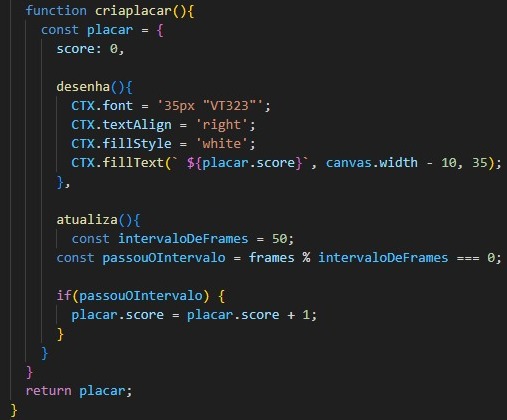 function criaplacar(){
const placar = {
score: 0,
desenha(){
CTX.font = '35px "VT323"';
CTX.textAlign = 'right';
CTX.fillStyle = 'white';
CTX.fillText(` ${placar.score}`, canvas.width - 10, 35);
},
atualiza(){
const intervaloDeFrames = 50;
const passouOIntervalo = frames % intervaloDeFrames === 0;
if(passouOIntervalo) {
placar.score = placar.score + 1;
}
}
}
return placar;
}